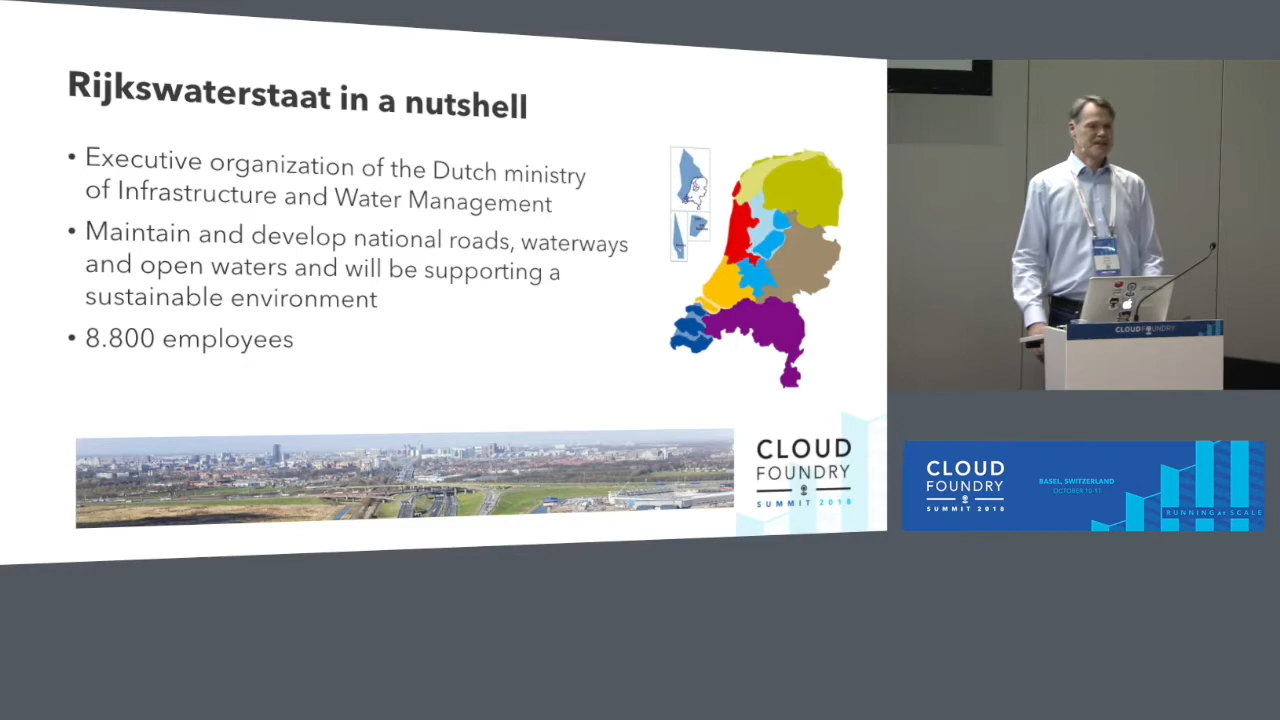 Rijkswaterstaat in a nutshell
• Executive organization of the Dutch ministry
of Infrastructure and Water Management
• Maintain and develop national roads, waterways
and open waters and will be supporting a
sustainable environment
• 8.800 employees
CLOUD
FOUNDRY
SUMMIT 2018
CLOUD FOUNDRY
CLOUD
FOUNDRY
SUMMIT 2018
BASEL, SWITZERLAND
OCTOBER 10-11
RUNNING AT SCALE